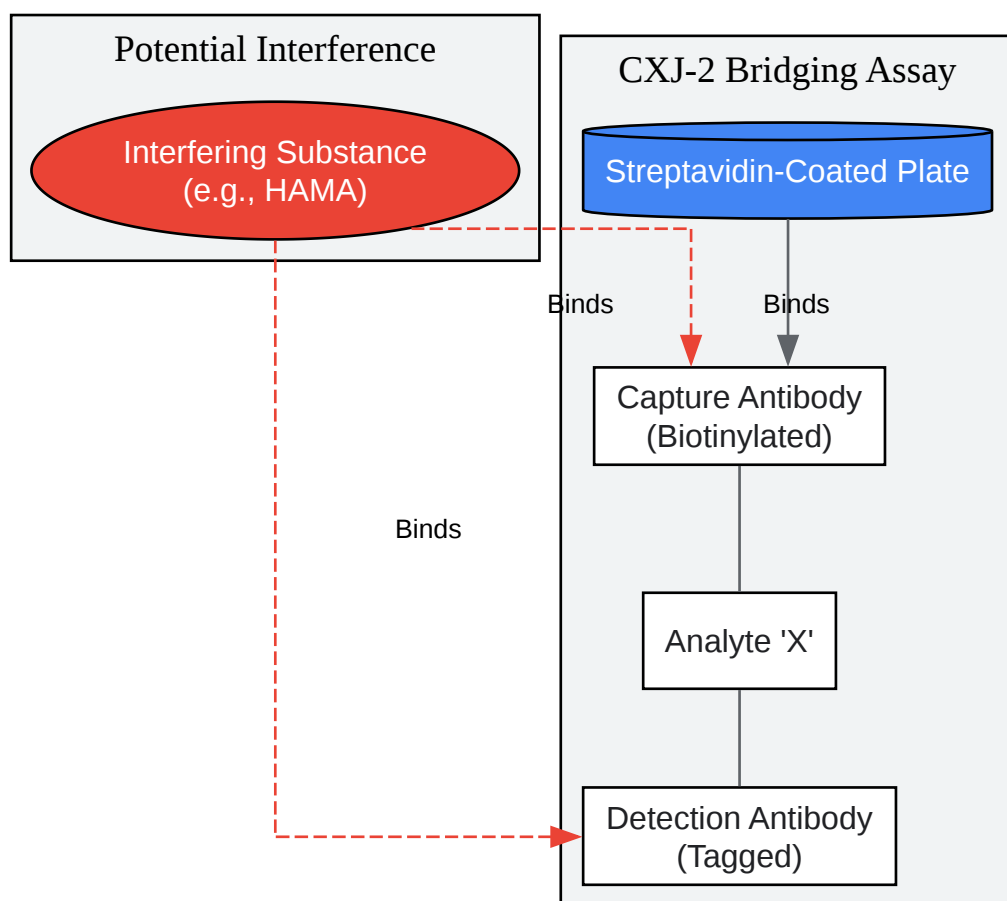 Potential Interference
Interfering Substance
(e.g., HAMA)
CXJ-2 Bridging Assay
Streptavidin-Coated Plate
Binds
Binds
Capture Antibody
(Biotinylated)
Binds
Analyte 'X'
Detection Antibody
(Tagged)